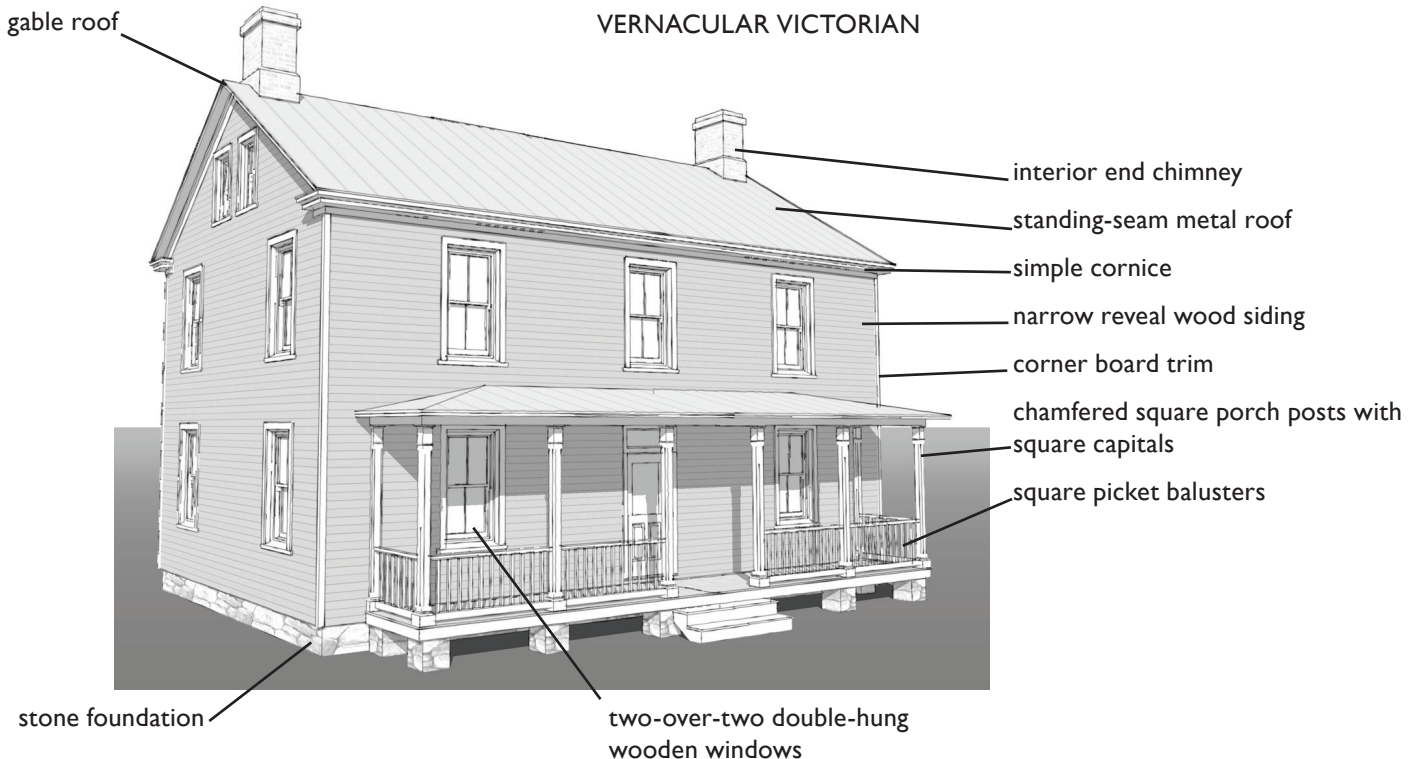 gable roof
VERNACULAR VICTORIAN
interior end chimney
standing-seam metal roof
simple cornice
narrow reveal wood siding
corner board trim
chamfered square porch posts with
square capitals
square picket balusters
stone foundation
two-over-two double-hung
wooden windows